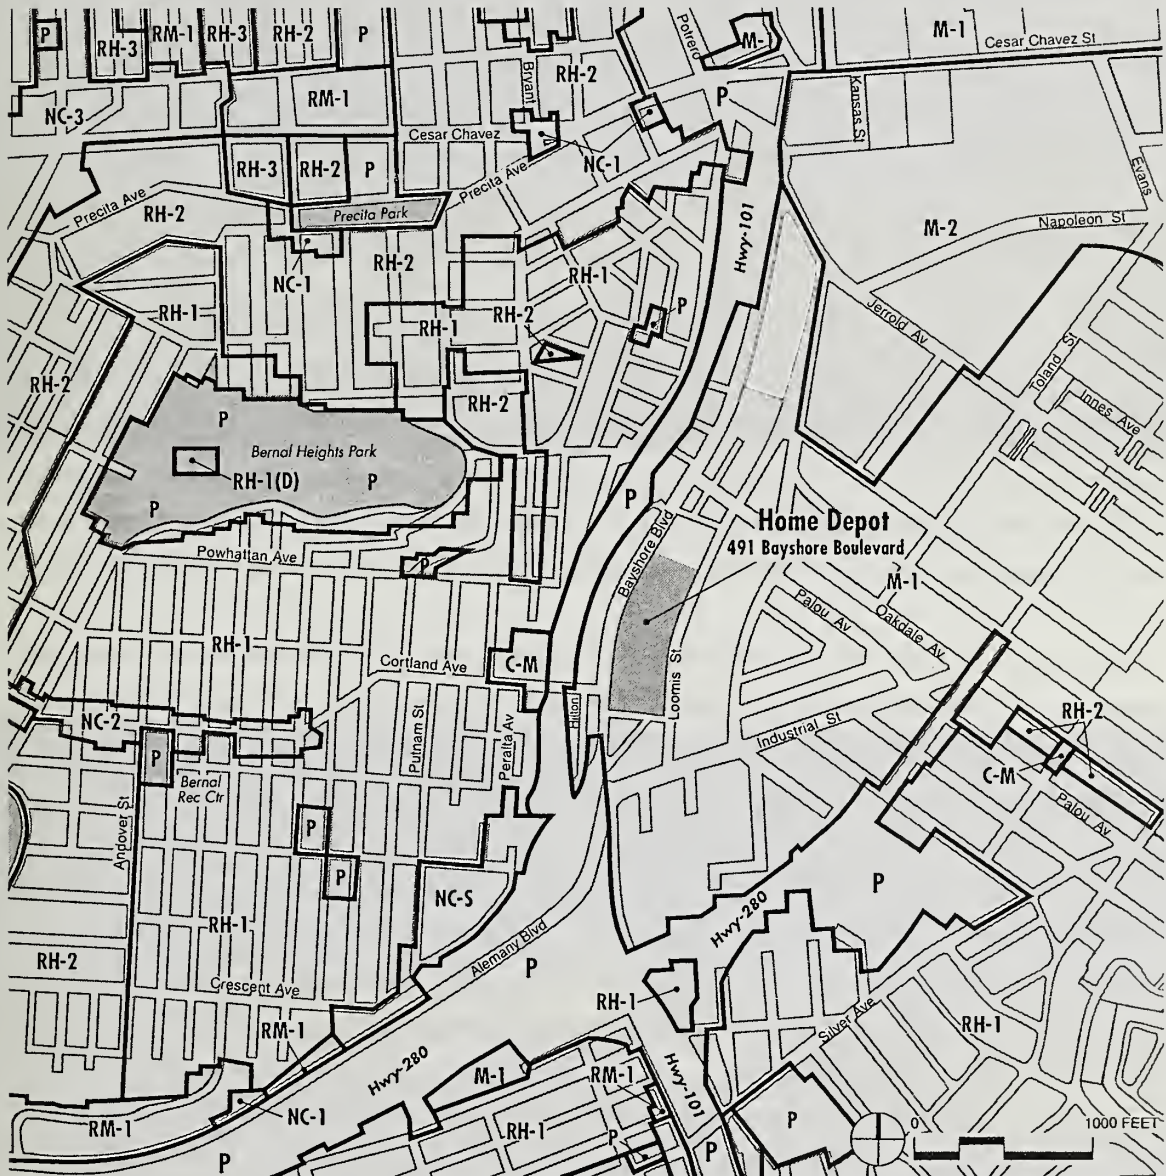 P
RH-3
RM-1
RH-3
RH-2
P
Potrero
M-1
M-1
Cesar Chavez St
NC-3
RM-1
Bryant
RH-2
P
Kansas St
Cesar Chavez
NC-1
Evans
RH-3
RH-2
P
Precita Ave
Precita Ave
RH-2
Precita Park
Hwy-101
M-2
Napoleon St
NC-1
RH-2
RH-1
RH-1
RH-1
RH-2
P
Jerrold Av
Toland St
RH-2
RH-2
Innes Ave
P
Bernal Heights Park
RH-1(D)
P
P
P
Home Depot
491 Bayshore Boulevard
Bayshore Blvd
Powhattan Ave
P
M-1
Palou Av
Oakdale Av
RH-1
Cortland Ave
C-M
Loomis St
Hilton
NC-2
Putnam St
Peralta Av
Industrial St
RH-2
C-M
Palou Av
P
Bernal
Rec Ctr
Andover St
P
P
NC-S
P
RH-1
Hwy-280
Alemany Blvd
P
RH-2
Crescent Ave
RH-1
Silver Ave
RH-1
RM-1
Hwy-280
M-1
RM-1
Hwy-101
NC-1
RM-1
RH-1
P
P
P
P
0
1000 FEET